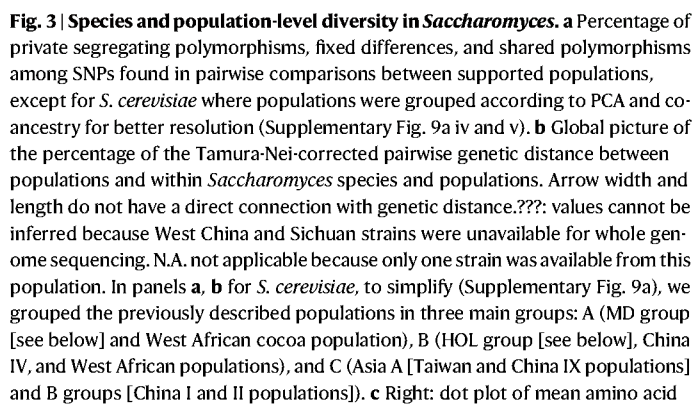 Fig. 3 | Species and population-level diversity in Saccharomyces. a Percentage of
private segregating polymorphisms, fixed differences, and shared polymorphisms
among SNPs found in pairwise comparisons between supported populations,
except for S. cerevisiae where populations were grouped according to PCA and co-
ancestry for better resolution (Supplementary Fig. 9a iv and v). b Global picture of
the percentage of the Tamura-Nei-corrected pairwise genetic distance between
populations and within Saccharomyces species and populations. Arrow width and
length do not have a direct connection with genetic distance.???: values cannot be
inferred because West China and Sichuan strains were unavailable for whole gen-
ome sequencing. N.A. not applicable because only one strain was available from this
population. In panels a, b for S. cerevisiae, to simplify (Supplementary Fig. 9a), we
grouped the previously described populations in three main groups: A (MD group
[see below] and West African cocoa population), B (HOL group [see below], China
IV, and West African populations), and C (Asia A [Taiwan and China IX populations]
and B groups [China I and II populations]). c Right: dot plot of mean amino acid